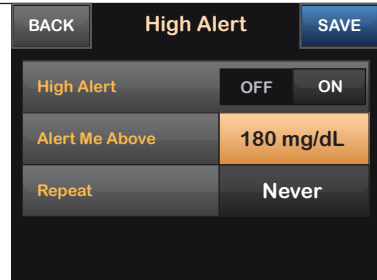 BACK High Alert SAVE
High Alert OFF ON
Alert Me Above 180 mg/dL
Repeat Never